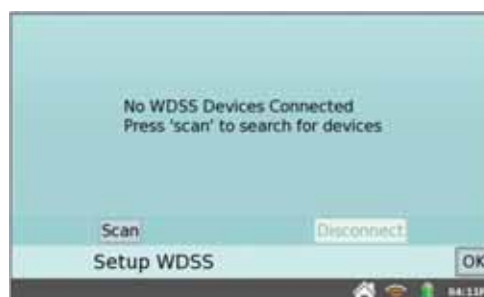 No WDSS Devices Connected
Press 'scan' to search for devices
Scan
Disconnect
Setup WDSS
OK